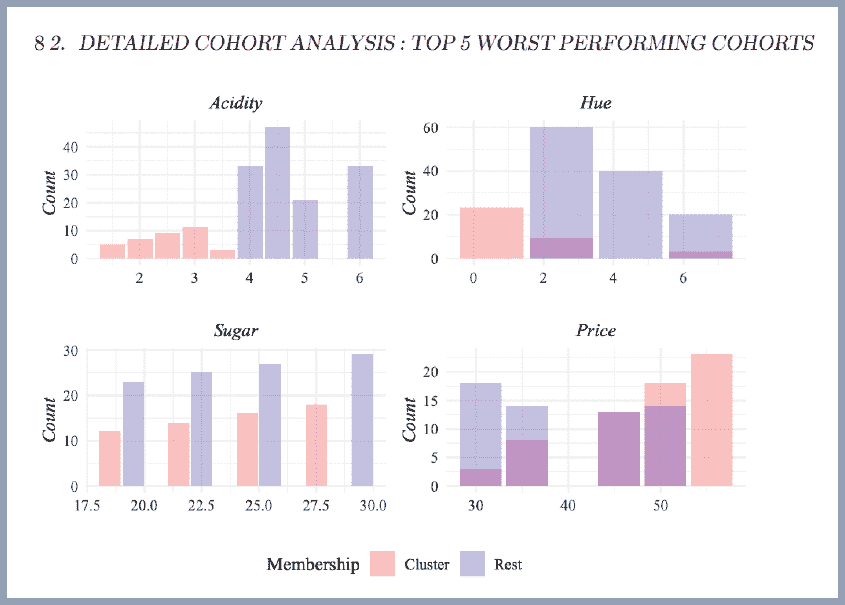 8 2. DETAILED COHORT ANALYSIS : TOP 5 WORST PERFORMING COHORTS
Acidity
Count
40
30
20
10
0
2 3 4 5 6
Hue
Count
60
40
20
0
0 2 4 6
Sugar
Count
30
20
10
0
17.5 20.0 22.5 25.0 27.5 30.0
Price
Count
20
15
10
5
0
30 40 50
Membership Cluster Rest